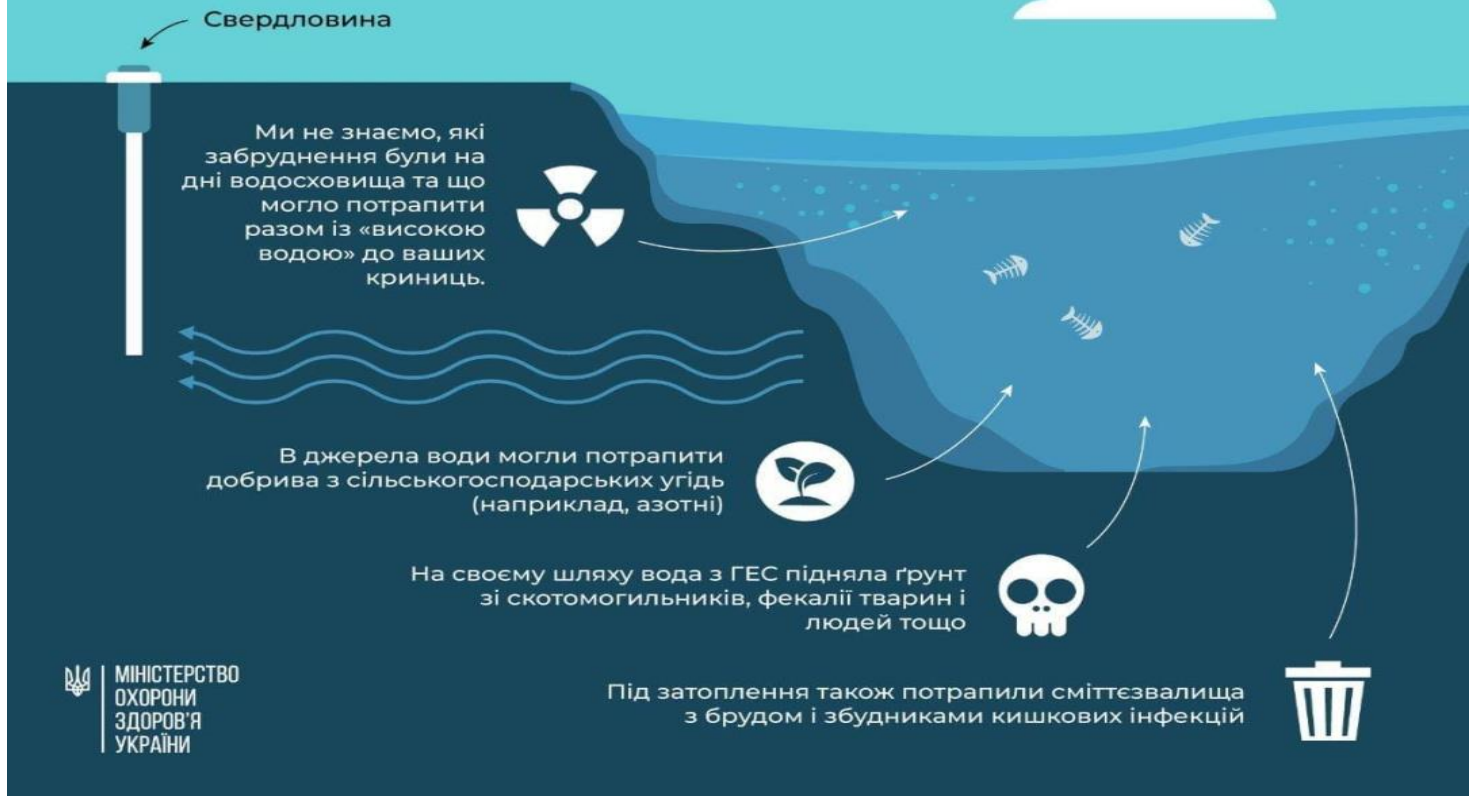 Свердловина
Ми не знаємо, які
забруднення були на
дні водосховища та що
могло потрапити
разом із «високою
водою» до ваших
криниць.
В джерела води могли потрапити
добрива з сільськогосподарських угідь
(наприклад, азотні)
На своєму шляху вода з ГЕС підняла ґрунт
зі скотомогильників, фекалії тварин і
людей тощо
Під затоплення також потрапили сміттєзвалища
з брудом і збудниками кишкових інфекцій
МІНІСТЕРСТВО
ОХОРОНИ
ЗДОРОВ'Я
УКРАЇНИ